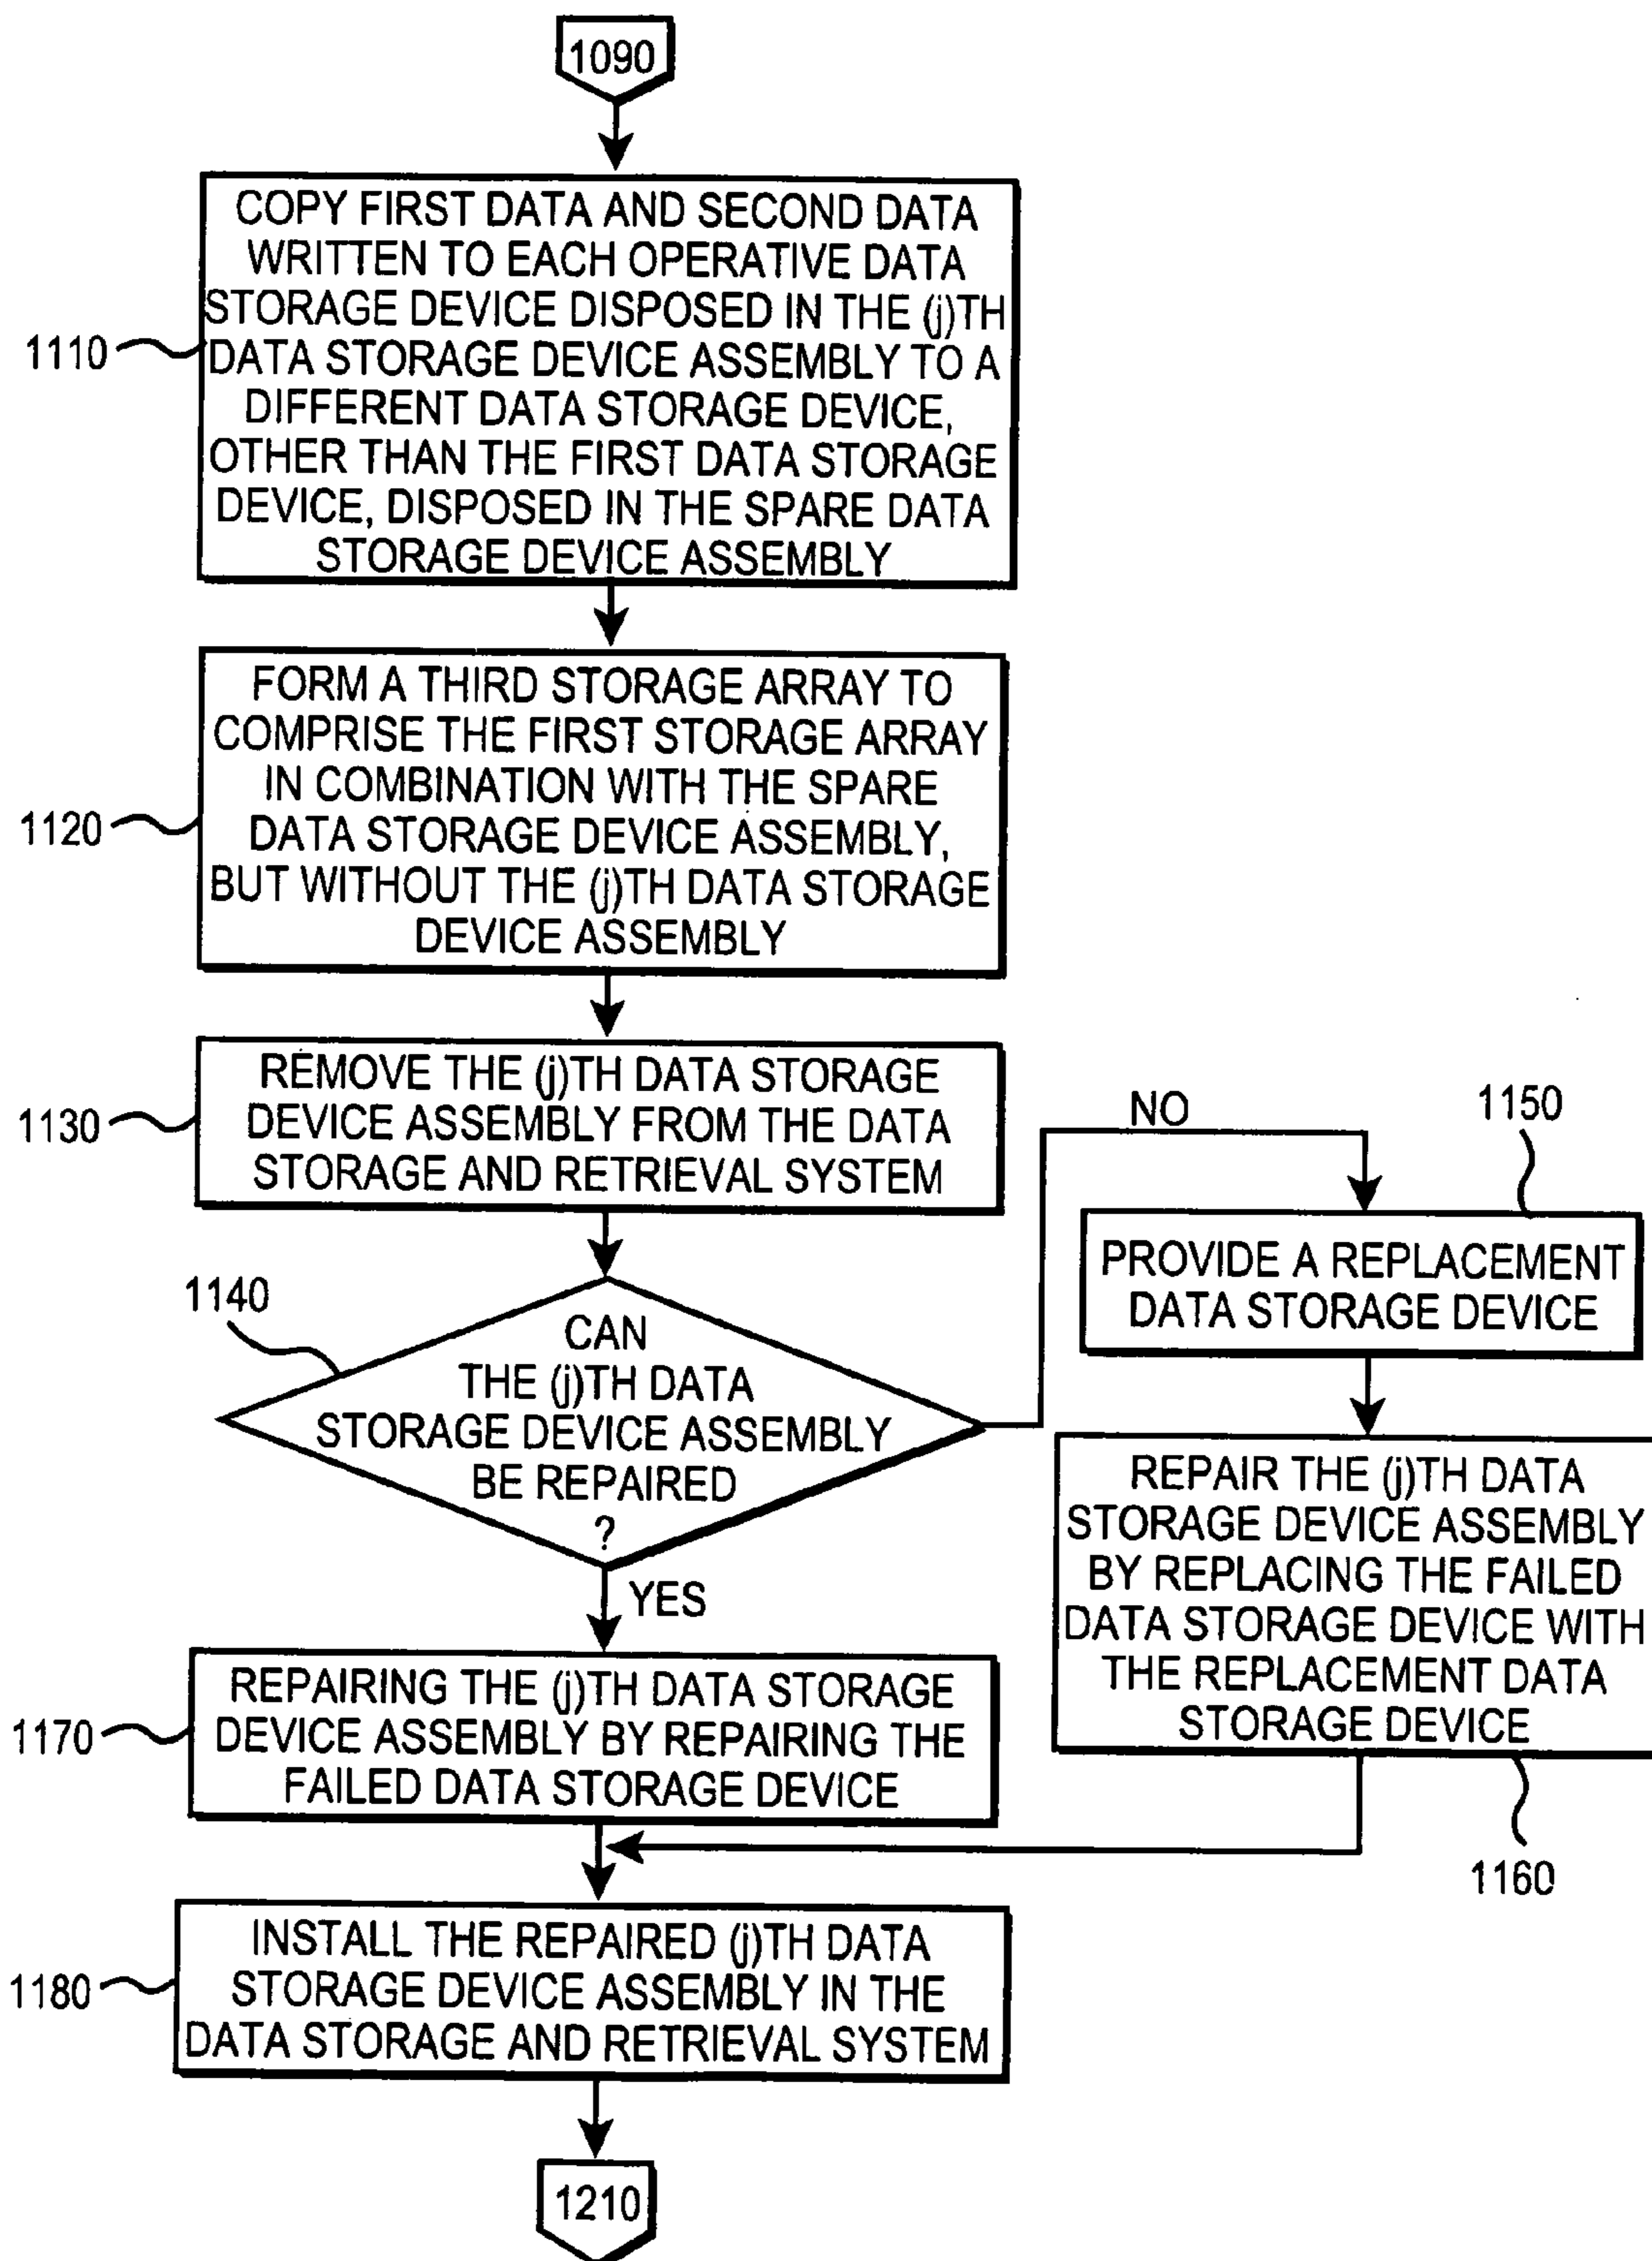 1090
COPY FIRST DATA AND SECOND DATA
WRITTEN TO EACH OPERATIVE DATA
STORAGE DEVICE DISPOSED IN THE (j)TH
DATA STORAGE DEVICE ASSEMBLY TO A
DIFFERENT DATA STORAGE DEVICE,
OTHER THAN THE FIRST DATA STORAGE
DEVICE, DISPOSED IN THE SPARE DATA
STORAGE DEVICE ASSEMBLY
1110
FORM A THIRD STORAGE ARRAY TO
COMPRISE THE FIRST STORAGE ARRAY
IN COMBINATION WITH THE SPARE
DATA STORAGE DEVICE ASSEMBLY,
BUT WITHOUT THE (j)TH DATA STORAGE
DEVICE ASSEMBLY
1120
REMOVE THE (j)TH DATA STORAGE
DEVICE ASSEMBLY FROM THE DATA
STORAGE AND RETRIEVAL SYSTEM
1130
1140
CAN
THE (j)TH DATA
STORAGE DEVICE ASSEMBLY
BE REPAIRED
?
NO
1150
PROVIDE A REPLACEMENT
DATA STORAGE DEVICE
REPAIR THE (j)TH DATA
STORAGE DEVICE ASSEMBLY
BY REPLACING THE FAILED
DATA STORAGE DEVICE WITH
THE REPLACEMENT DATA
STORAGE DEVICE
1160
YES
REPAIRING THE (j)TH DATA STORAGE
DEVICE ASSEMBLY BY REPAIRING THE
FAILED DATA STORAGE DEVICE
1170
INSTALL THE REPAIRED (j)TH DATA
STORAGE DEVICE ASSEMBLY IN THE
DATA STORAGE AND RETRIEVAL SYSTEM
1180
1210